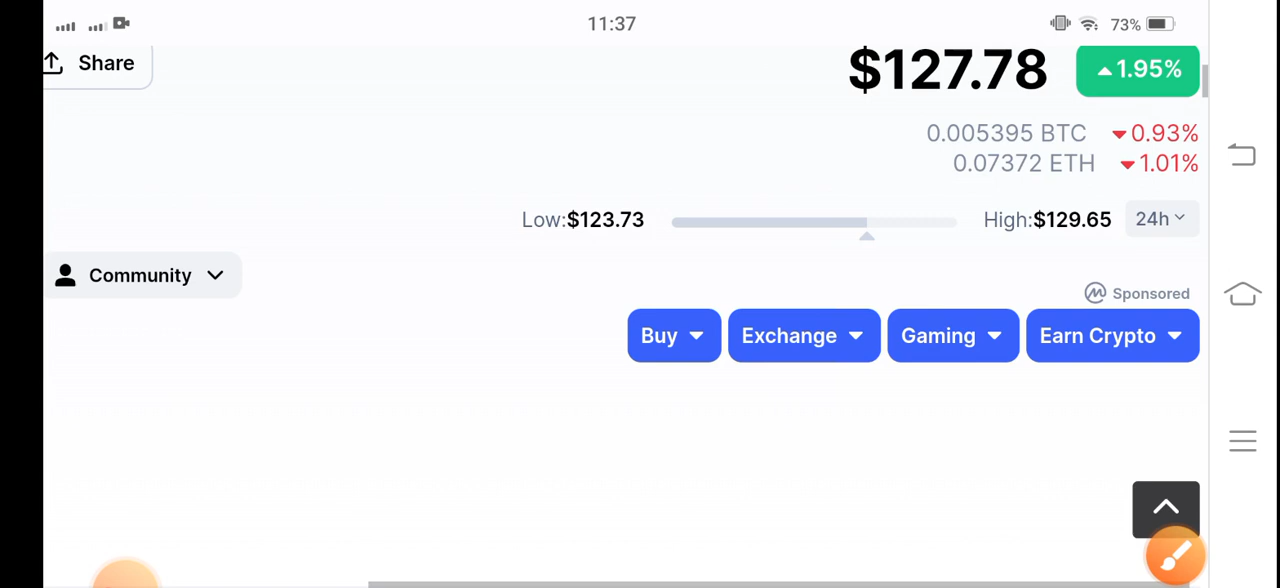 11:37
73%
Share
$127.78 1.95%
0.005395 BTC 0.93%
0.07372 ETH 1.01%
Low:$123.73 High:$129.65 24h
Community
Sponsored
Buy Exchange Gaming Earn Crypto